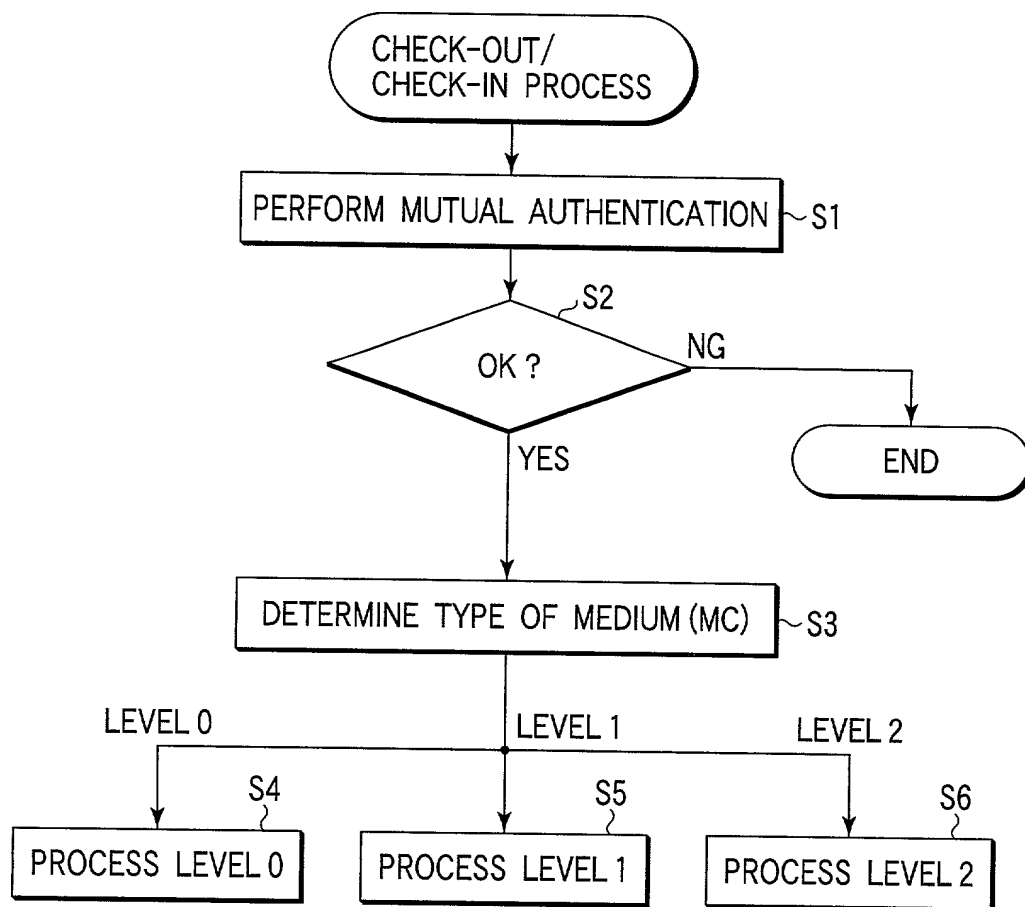 CHECK-OUT/
CHECK-IN PROCESS
PERFORM MUTUAL AUTHENTICATION
S1
S2
OK ?
NG
END
YES
DETERMINE TYPE OF MEDIUM (MC)
S3
LEVEL 0
LEVEL 1
LEVEL 2
S4
S5
S6
PROCESS LEVEL 0
PROCESS LEVEL 1
PROCESS LEVEL 2